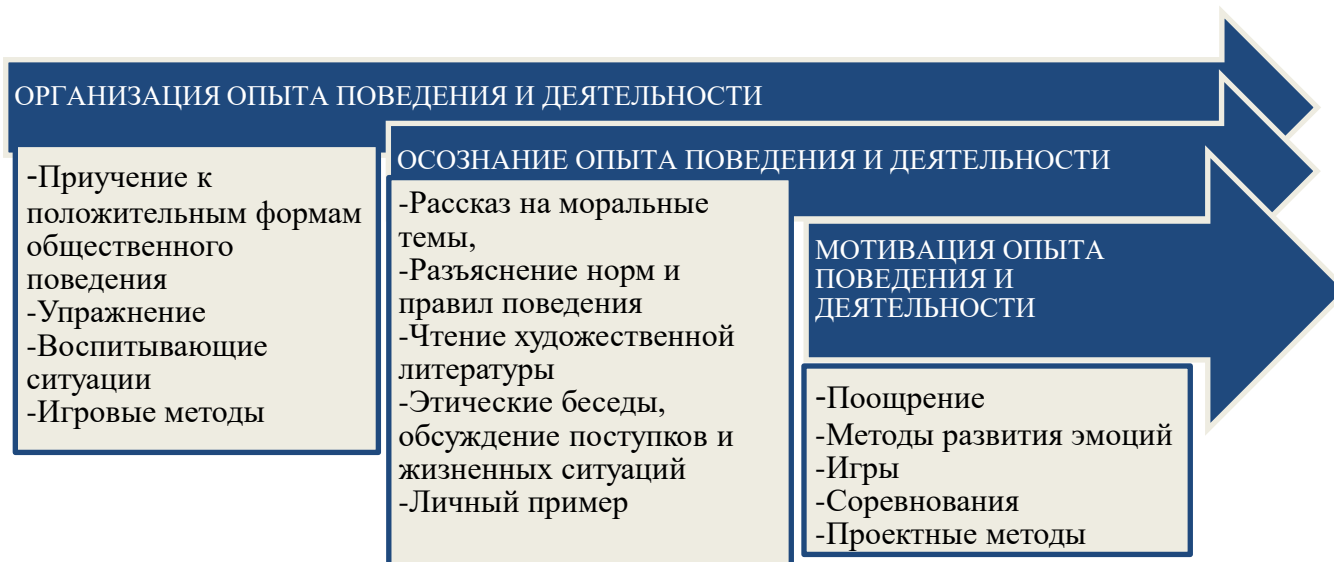 ОРГАНИЗАЦИЯ ОПЫТА ПОВЕДЕНИЯ И ДЕЯТЕЛЬНОСТИ
-Приучение к
положительным формам
общественного
поведения
-Упражнение
-Воспитывающие
ситуации
-Игровые методы
ОСОЗНАНИЕ ОПЫТА ПОВЕДЕНИЯ И ДЕЯТЕЛЬНОСТИ
-Рассказ на моральные
темы,
-Разъяснение норм и
правил поведения
-Чтение художественной
литературы
-Этические беседы,
обсуждение поступков и
жизненных ситуаций
-Личный пример
МОТИВАЦИЯ ОПЫТА
ПОВЕДЕНИЯ И
ДЕЯТЕЛЬНОСТИ
-Поощрение
-Методы развития эмоций
-Игры
-Соревнования
-Проектные методы